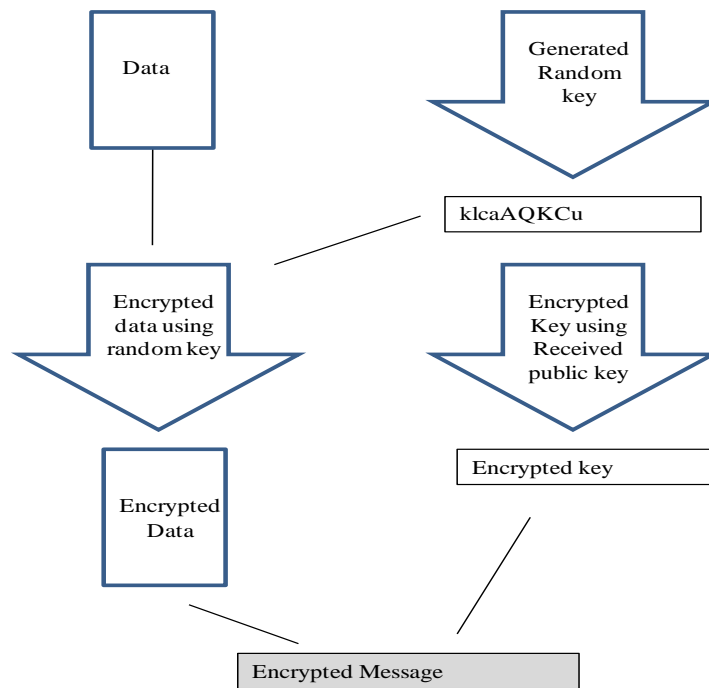 Data
Generated
Random
key
klcaAQKCu
Encrypted
data using
random key
Encrypted
Key using
Received
public key
Encrypted
Data
Encrypted key
Encrypted Message